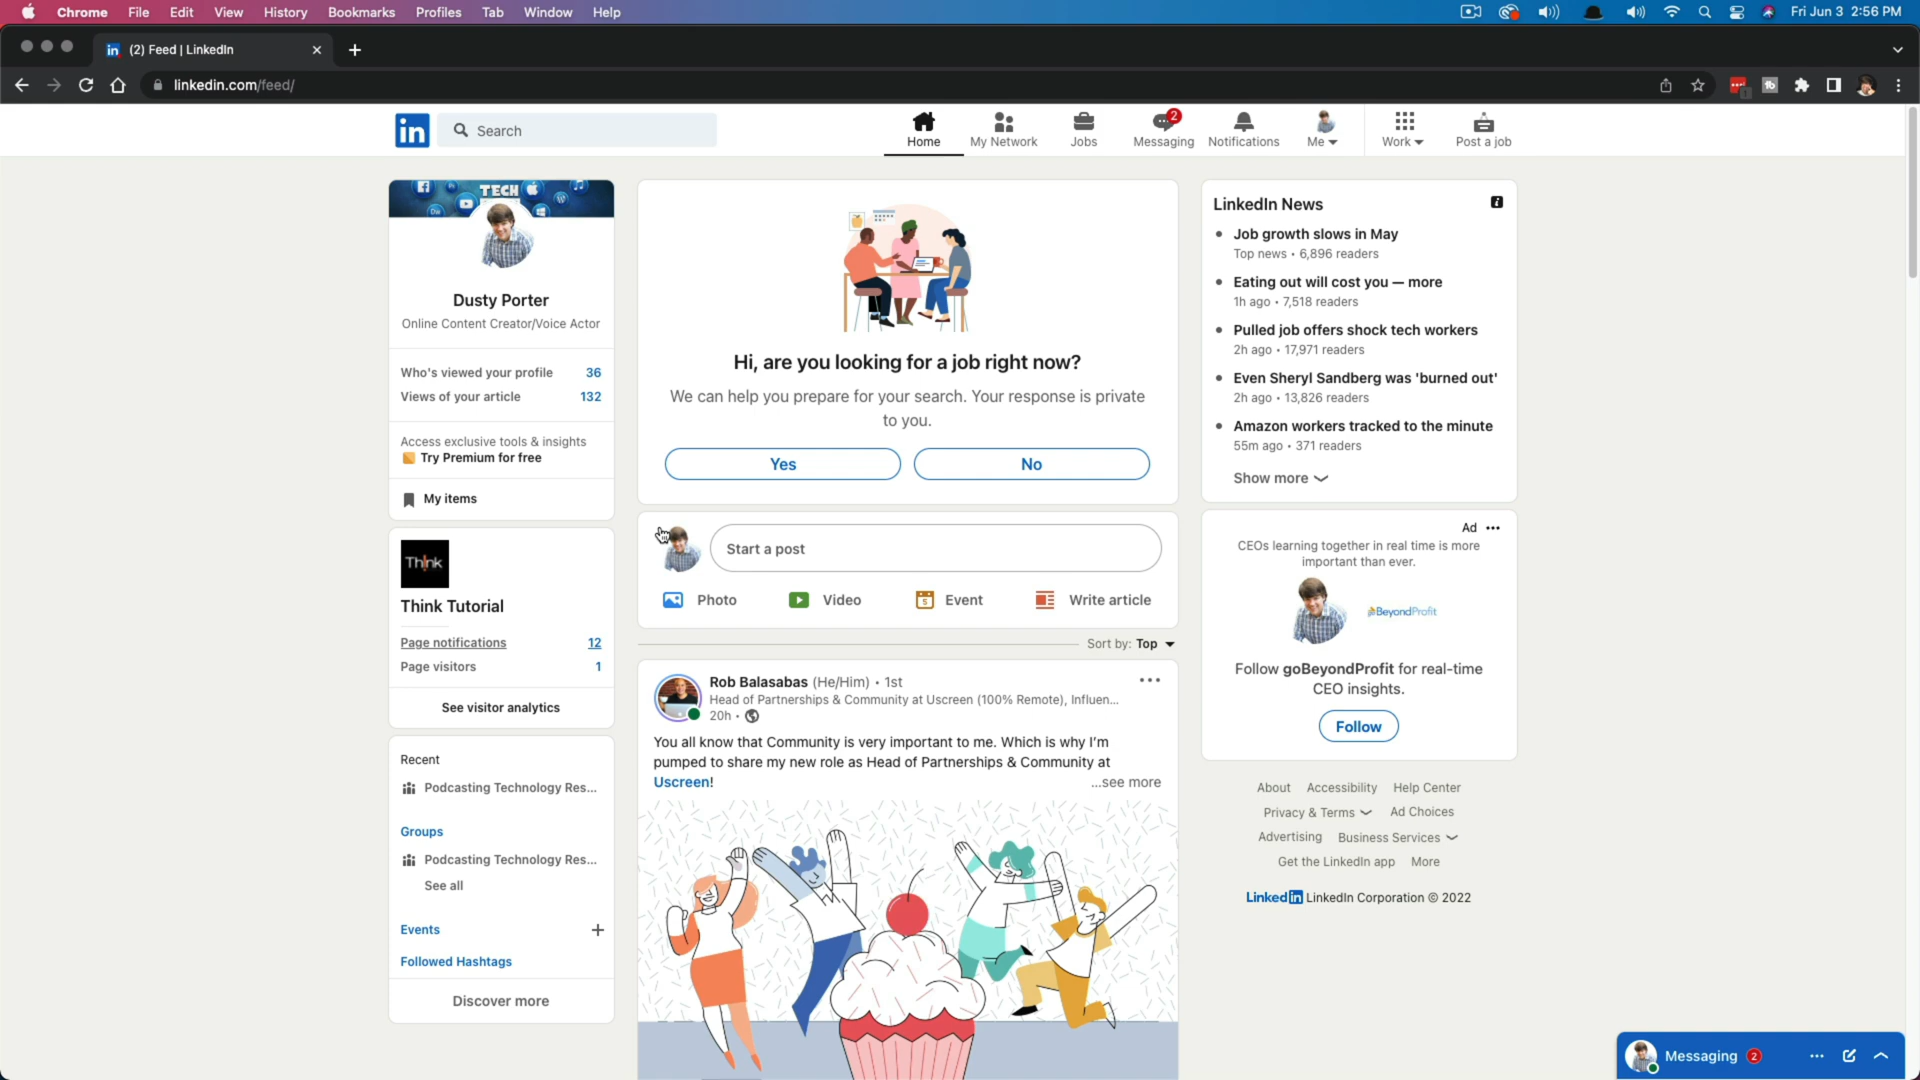 Chrome File Edit View History Bookmarks Profiles Tab Window Help
Fri Jun 3 2:56 PM
(2) Feed | LinkedIn
linkedin.com/feed/
in
Search
Home
My Network
Jobs
2
Messaging
Notifications
Me
Work
Post a job
TECH
Dusty Porter
Online Content Creator/Voice Actor
Who's viewed your profile 36
Views of your article 132
Access exclusive tools & insights
Try Premium for free
My items
Think
Think Tutorial
Page notifications 12
Page visitors 1
See visitor analytics
Recent
Podcasting Technology Res...
Groups
Podcasting Technology Res...
See all
Events
Followed Hashtags
Discover more
Hi, are you looking for a job right now?
We can help you prepare for your search. Your response is private
to you.
Yes
No
Start a post
Photo
Video
Event
Write article
Sort by: Top
Rob Balasabas (He/Him) • 1st
Head of Partnerships & Community at Uscreen (100% Remote), Influen...
20h •
You all know that Community is very important to me. Which is why I'm
pumped to share my new role as Head of Partnerships & Community at
Uscreen!
...see more
LinkedIn News
Job growth slows in May
Top news • 6,896 readers
Eating out will cost you — more
1h ago • 7,518 readers
Pulled job offers shock tech workers
2h ago • 17,971 readers
Even Sheryl Sandberg was 'burned out'
2h ago • 13,826 readers
Amazon workers tracked to the minute
55m ago • 371 readers
Show more
Ad
CEOs learning together in real time is more
important than ever.
BeyondProfit
Follow goBeyondProfit for real-time
CEO insights.
Follow
About Accessibility Help Center
Privacy & Terms Ad Choices
Advertising Business Services
Get the LinkedIn app More
LinkedIn LinkedIn Corporation © 2022
Messaging 2